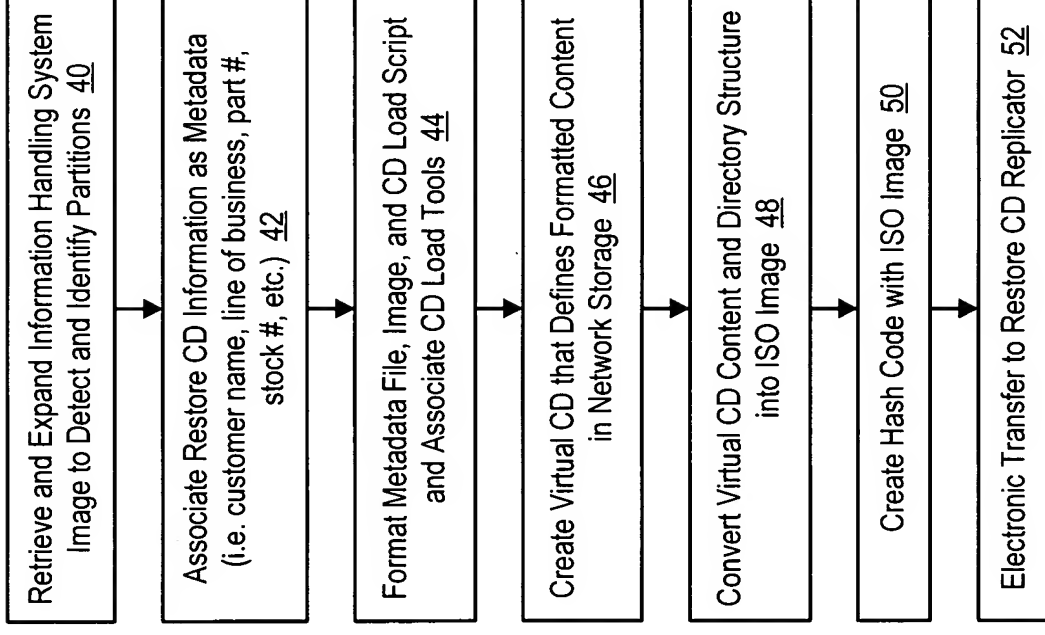 Retrieve and Expand Information Handling System
Image to Detect and Identify Partitions 40
Associate Restore CD Information as Metadata
(i.e. customer name, line of business, part #,
stock #, etc.) 42
Format Metadata File, Image, and CD Load Script
and Associate CD Load Tools 44
Create Virtual CD that Defines Formatted Content
in Network Storage 46
Convert Virtual CD Content and Directory Structure
into ISO Image 48
Create Hash Code with ISO Image 50
Electronic Transfer to Restore CD Replicator 52